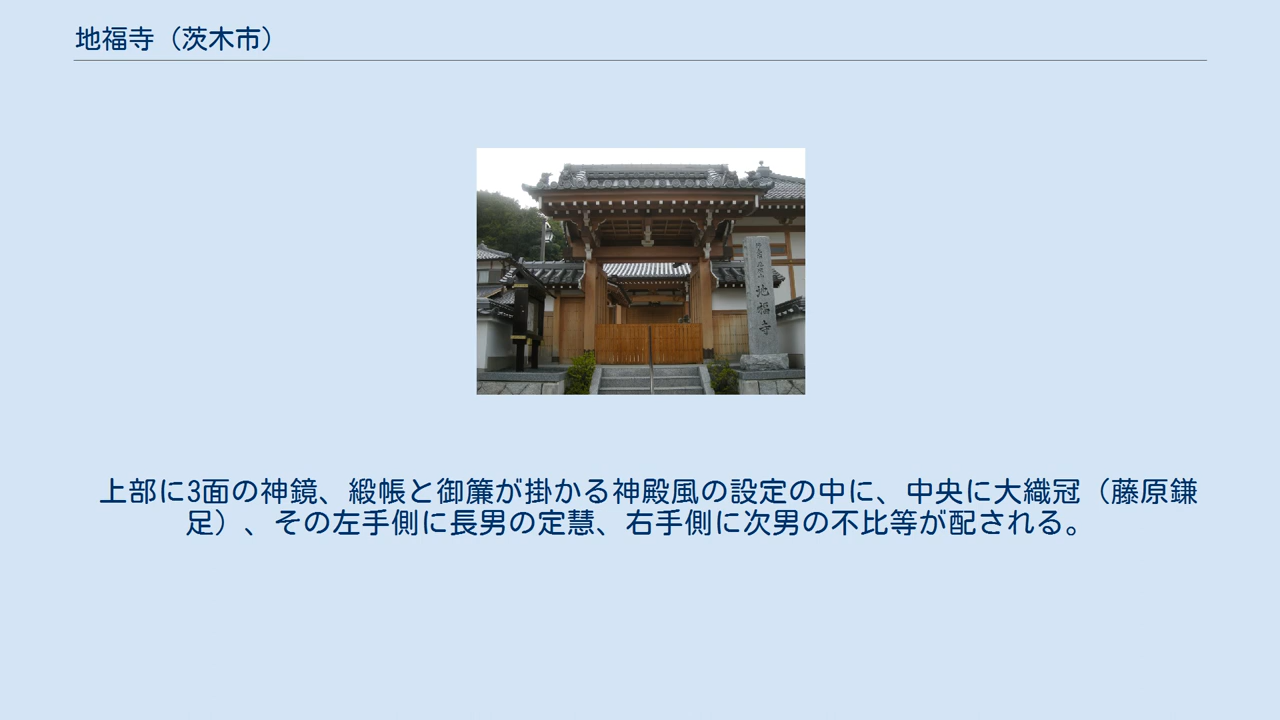 地福寺（茨木市）
地福寺
上部に3面の神鏡、緞帳と御簾が掛かる神殿風の設定の中に、中央に大織冠（藤原鎌
足）、その左手側に長男の定慧、右手側に次男の不比等が配される。